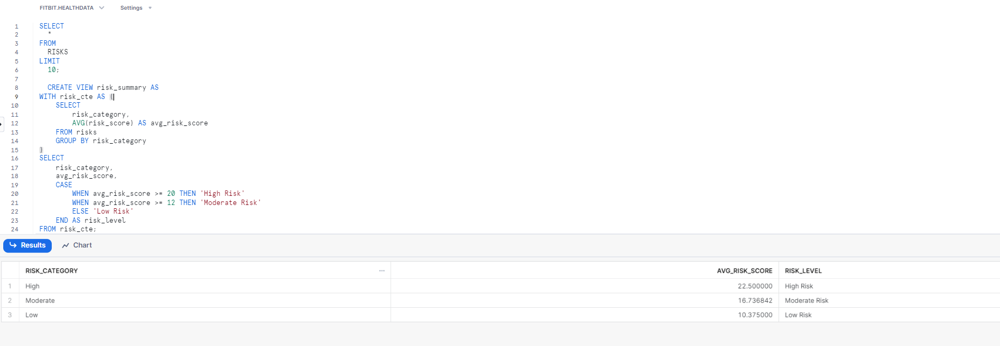 FITBIT.HEALTHDATA Settings
1 SELECT
2 *
3 FROM
4 RISKS
5 LIMIT
6 10;
7
8 CREATE VIEW risk_summary AS
9 WITH risk_cte AS (
10 SELECT
11 risk_category,
12 AVG(risk_score) AS avg_risk_score
13 FROM risks
14 GROUP BY risk_category
15 )
16 SELECT
17 risk_category,
18 avg_risk_score,
19 CASE
20 WHEN avg_risk_score >= 20 THEN 'High Risk'
21 WHEN avg_risk_score >= 12 THEN 'Moderate Risk'
22 ELSE 'Low Risk'
23 END AS risk_level
24 FROM risk_cte;
Results Chart
RISK_CATEGORY ... AVG_RISK_SCORE RISK_LEVEL
1 High 22.500000 High Risk
2 Moderate 16.736842 Moderate Risk
3 Low 10.375000 Low Risk